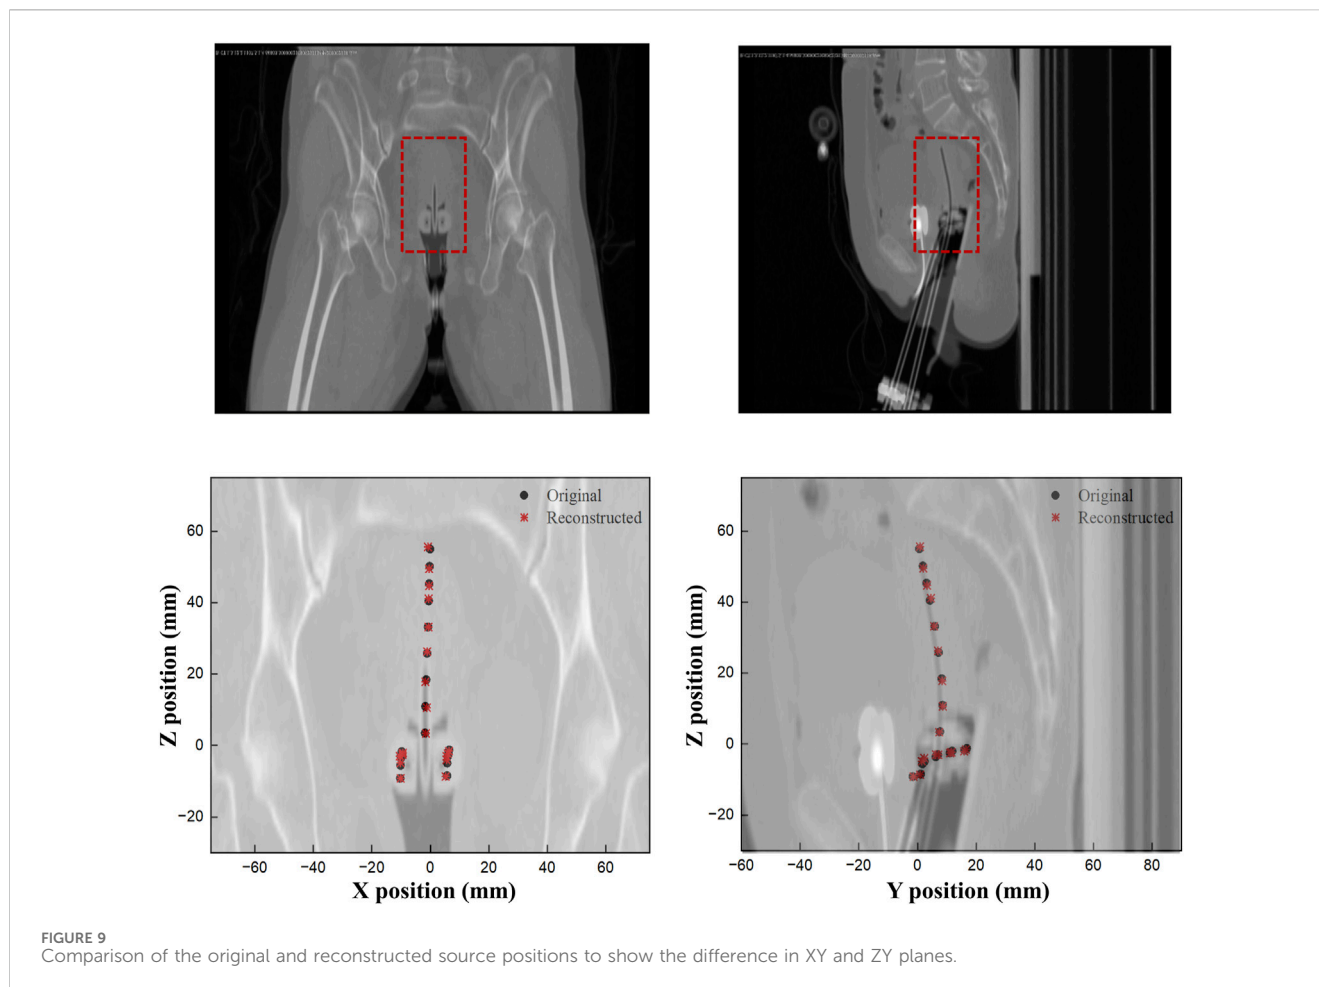 Original
Reconstructed
60
40
20
0
−20
Z position (mm)
−60
−40
−20
0
20
40
60
X position (mm)
Original
Reconstructed
60
40
20
0
−20
Z position (mm)
−60
−40
−20
0
20
40
60
80
Y position (mm)
FIGURE 9
Comparison of the original and reconstructed source positions to show the difference in XY and ZY planes.